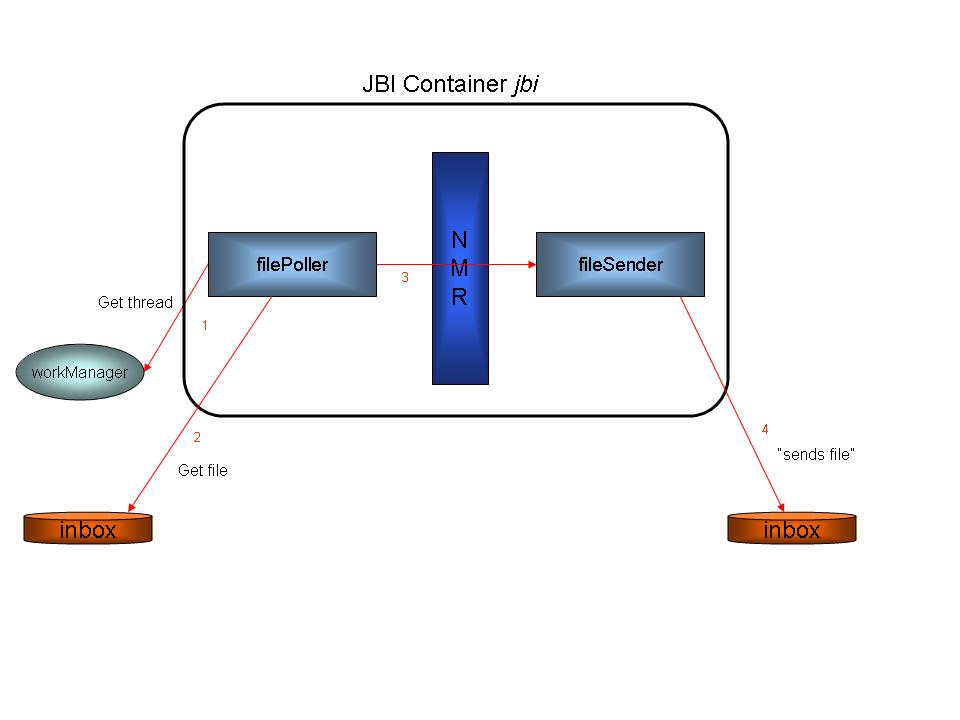 JBI Container jbi
N
M
R
filePoller
fileSender
3
Get thread
1
workManager
2
4
"sends file"
Get file
inbox
inbox